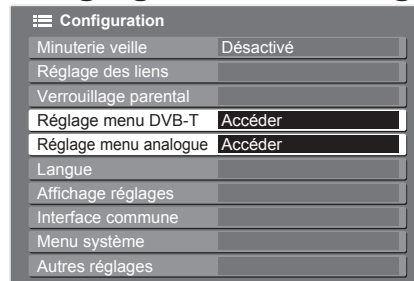 Configuration
Minuterie veille Désactivé
Réglage des liens
Verrouillage parental
Réglage menu DVB-T Accéder
Réglage menu analogue Accéder
Langue
Affichage réglages
Interface commune
Menu système
Autres réglages